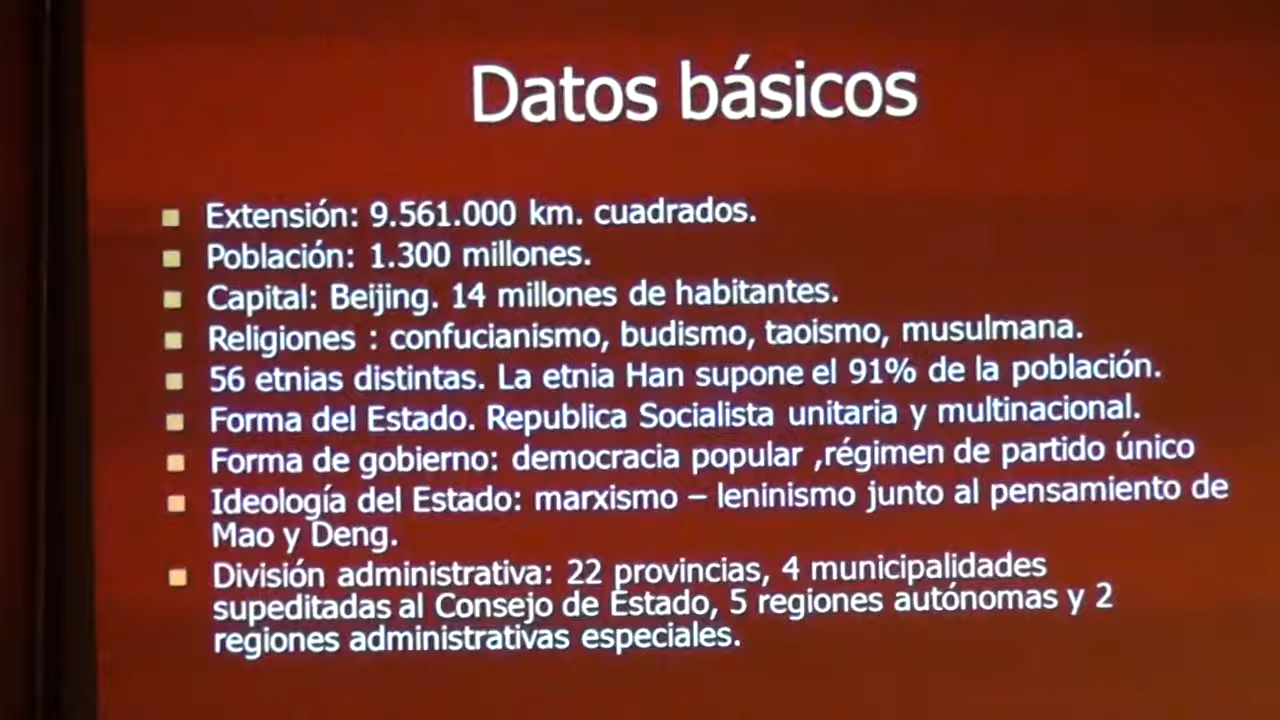 Datos básicos
Extensión: 9.561.000 km. cuadrados.
Población: 1.300 millones.
Capital: Beijing. 14 millones de habitantes.
Religiones : confucianismo, budismo, taoismo, musulmana.
56 etnias distintas. La etnia Han supone el 91% de la población.
Forma del Estado. Republica Socialista unitaria y multinacional.
Forma de gobierno: democracia popular ,régimen de partido único
Ideología del Estado: marxismo – leninismo junto al pensamiento de
Mao y Deng.
División administrativa: 22 provincias, 4 municipalidades
supeditadas al Consejo de Estado, 5 regiones autónomas y 2
regiones administrativas especiales.